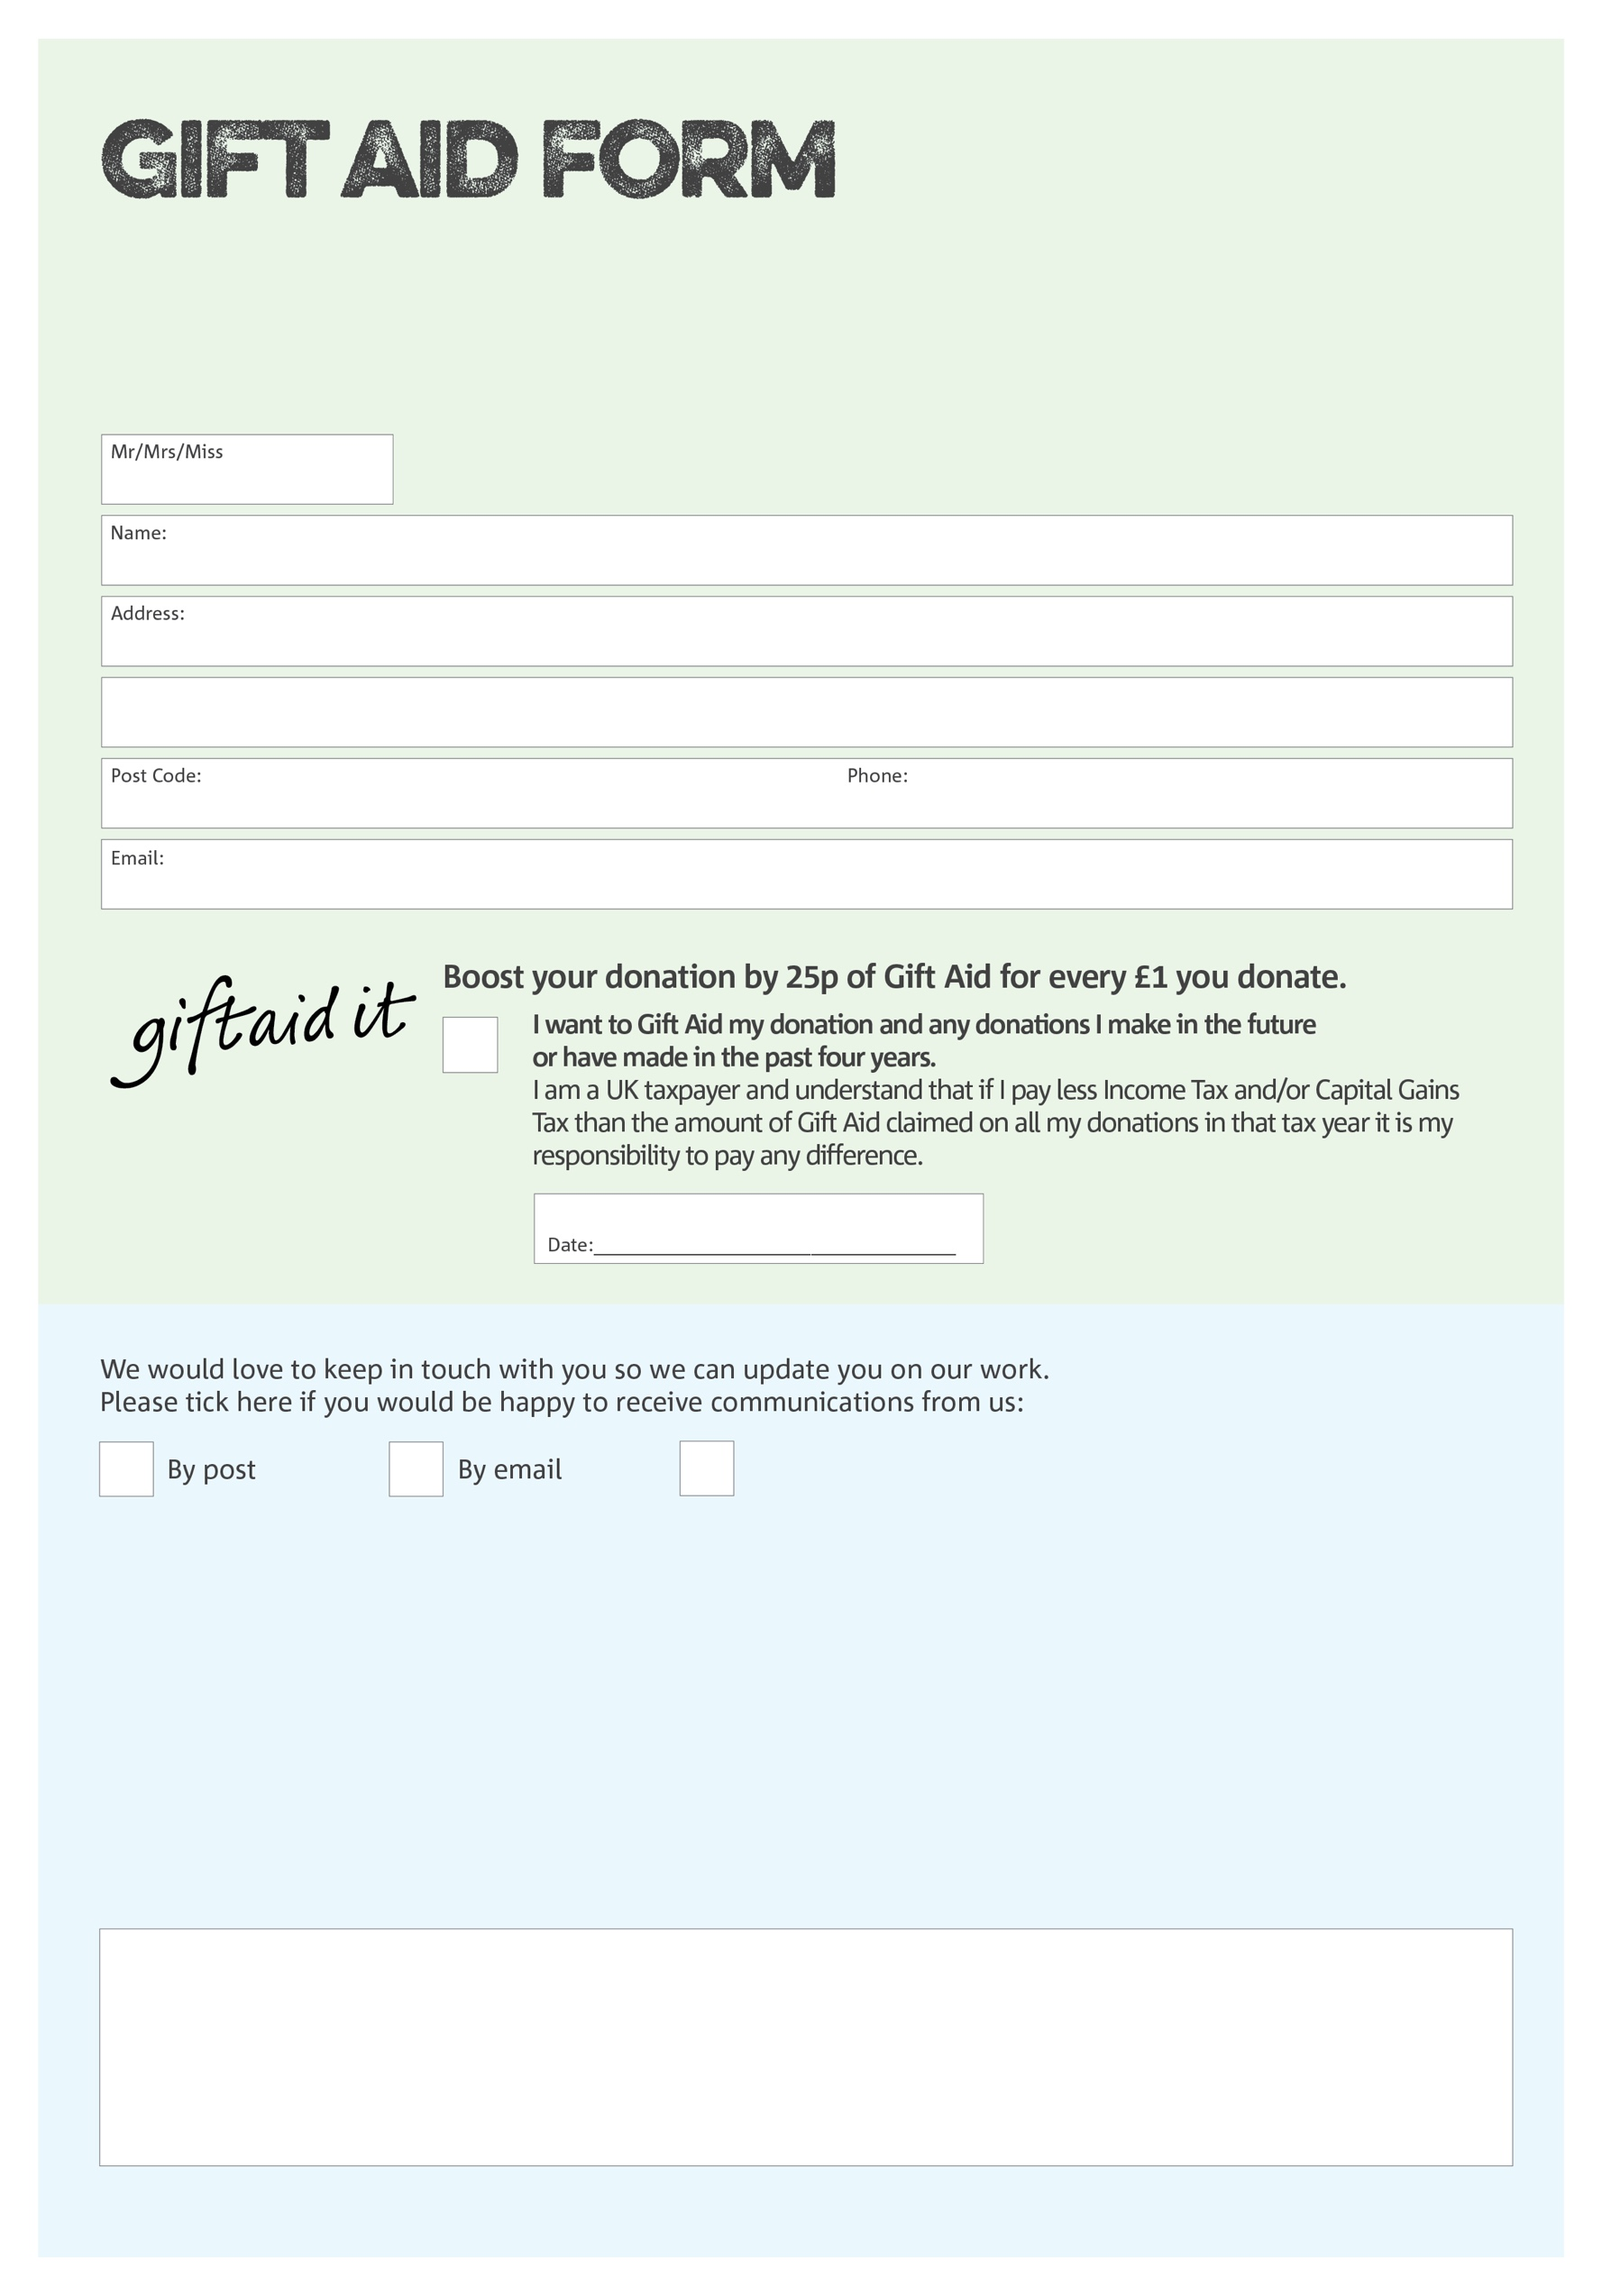 GIFT AID FORM
Mr/Mrs/Miss
Name:
Address:
Post Code: Phone:
Email:
giftaid it
Boost your donation by 25p of Gift Aid for every £1 you donate.
I want to Gift Aid my donation and any donations I make in the future
or have made in the past four years.
I am a UK taxpayer and understand that if I pay less Income Tax and/or Capital Gains
Tax than the amount of Gift Aid claimed on all my donations in that tax year it is my
responsibility to pay any difference.
Date:
We would love to keep in touch with you so we can update you on our work.
Please tick here if you would be happy to receive communications from us:
By post By email